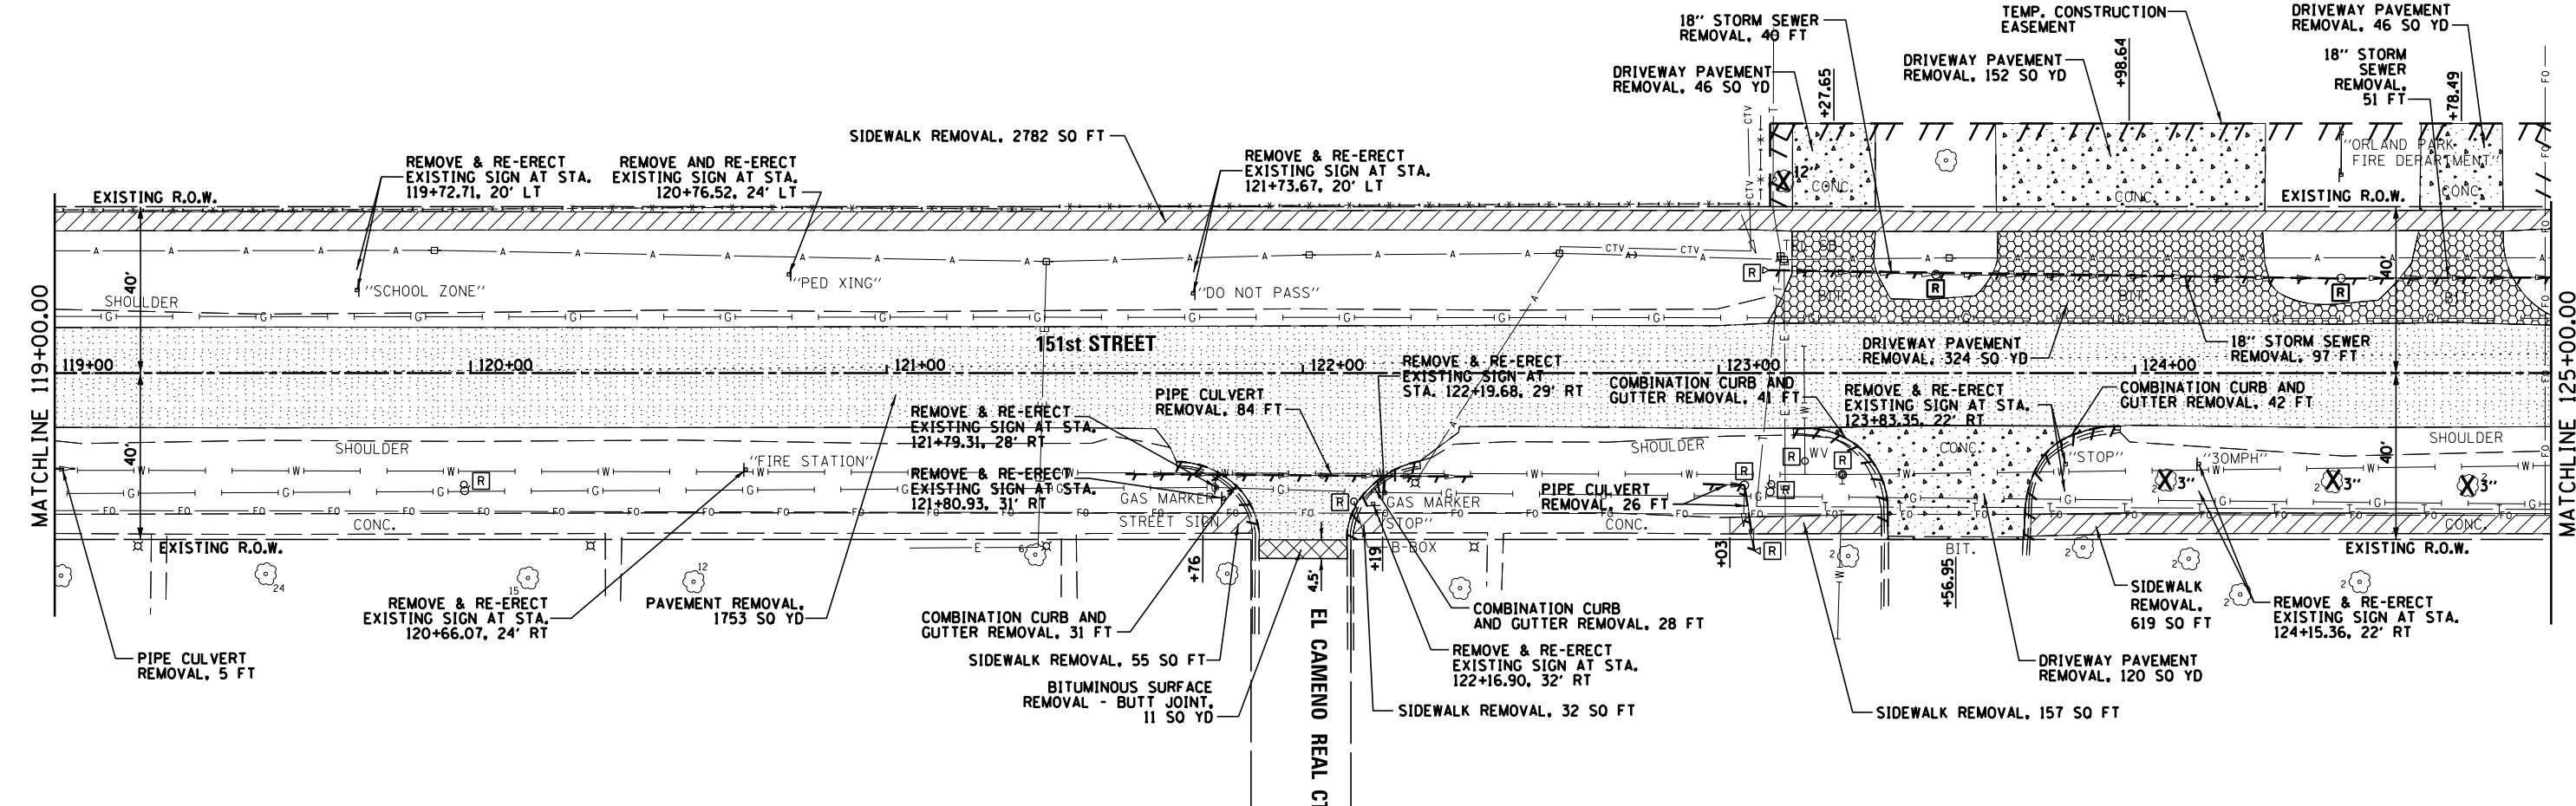 18" STORM SEWER
REMOVAL, 40 FT
TEMP. CONSTRUCTION
EASEMENT
DRIVEWAY PAVEMENT
REMOVAL, 46 SQ YD
DRIVEWAY PAVEMENT
REMOVAL, 46 SQ YD
+27.65
DRIVEWAY PAVEMENT
REMOVAL, 152 SQ YD
+98.64
18" STORM
SEWER
REMOVAL,
51 FT
+78.49
SIDEWALK REMOVAL, 2782 SQ FT
REMOVE & RE-ERECT
EXISTING SIGN AT STA.
119+72.71, 20' LT
REMOVE AND RE-ERECT
EXISTING SIGN AT STA.
120+76.52, 24' LT
REMOVE & RE-ERECT
EXISTING SIGN AT STA.
121+73.67, 20' LT
"ORLAND PARK
FIRE DEPARTMENT"
12"
CONC.
CONC.
CONC.
EXISTING R.O.W.
EXISTING R.O.W.
CTV
CTV
CTV
CTV
40'
40'
"SCHOOL ZONE"
"PED XING"
"DO NOT PASS"
SHOULDER
BIT.
BIT.
BIT.
R
R
R
MATCHLINE 119+00.00
MATCHLINE 125+00.00
151st STREET
119+00
120+00
121+00
122+00
123+00
124+00
DRIVEWAY PAVEMENT
REMOVAL, 324 SQ YD
18" STORM SEWER
REMOVAL, 97 FT
REMOVE & RE-ERECT
EXISTING SIGN AT
STA. 122+19.68, 29' RT
COMBINATION CURB AND
GUTTER REMOVAL, 41 FT
REMOVE & RE-ERECT
EXISTING SIGN AT STA.
123+83.35, 22' RT
COMBINATION CURB AND
GUTTER REMOVAL, 42 FT
PIPE CULVERT
REMOVAL, 84 FT
REMOVE & RE-ERECT
EXISTING SIGN AT STA.
121+79.31, 28' RT
40'
40'
SHOULDER
SHOULDER
SHOULDER
CONC.
"FIRE STATION"
WV
"STOP"
"30MPH"
R
R
R
R
R
R
R
3"
3"
3"
REMOVE & RE-ERECT
EXISTING SIGN AT STA.
121+80.93, 31' RT
GAS MARKER
GAS MARKER
PIPE CULVERT
REMOVAL, 26 FT
STREET SIGN
"STOP"
CONC.
CONC.
CONC.
EXISTING R.O.W.
B-BOX
BIT.
EXISTING R.O.W.
+76
+19
+03
+56.95
4.5'
24
15
12
6
REMOVE & RE-ERECT
EXISTING SIGN AT STA.
120+66.07, 24' RT
PAVEMENT REMOVAL,
1753 SQ YD
COMBINATION CURB AND
GUTTER REMOVAL, 31 FT
COMBINATION CURB
AND GUTTER REMOVAL, 28 FT
SIDEWALK
REMOVAL,
619 SQ FT
REMOVE & RE-ERECT
EXISTING SIGN AT STA.
124+15.36, 22' RT
PIPE CULVERT
REMOVAL, 5 FT
SIDEWALK REMOVAL, 55 SQ FT
REMOVE & RE-ERECT
EXISTING SIGN AT STA.
122+16.90, 32' RT
DRIVEWAY PAVEMENT
REMOVAL, 120 SQ YD
BITUMINOUS SURFACE
REMOVAL - BUTT JOINT,
11 SQ YD
EL CAMENO REAL CT
SIDEWALK REMOVAL, 32 SQ FT
SIDEWALK REMOVAL, 157 SQ FT